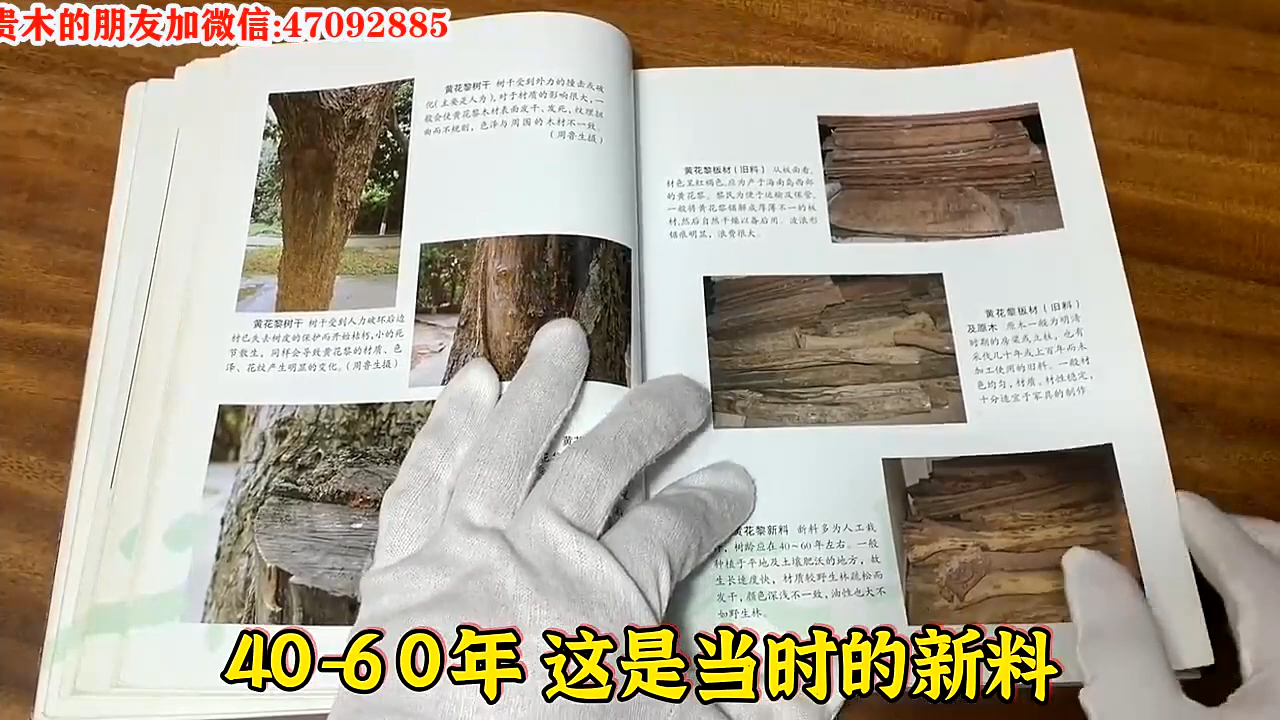 贵木的朋友加微信:47092885
黄花黎树干 树干受到外力的撞击或破
化(主要是人为),对于材质的影响很大,一
般会使黄花黎木材表面发干、发死,纹理扭
曲而不规则,色泽与周围的木材不一致。
(周鲁生摄)
黄花黎树干 树干受到人力破坏后边
材已失去树皮的保护而开始枯朽,小的死
节散生,同样会导致黄花黎的材质、色
泽、花纹产生明显的变化。(周鲁生摄)
黄花黎板材(旧料) 从板面看,
材色呈红褐色,应为产于海南岛西部
的黄花黎。黎民为便于运输及保管,
一般将黄花黎锯解成厚薄不一的板
材,然后自然干燥以备后用。波浪形
锯痕明显,浪费很大。
黄花黎板材(旧料)
及原木 原木一般为明清
时期的房梁或立柱,也有
采伐几十年或上百年而未
加工使用的旧料。一般材
色均匀,材质、材性稳定,
十分适宜于家具的制作
黄花黎新料 新料多为人工栽
树龄应在40~60年左右。一般
种植于平地及土壤肥沃的地方,故
生长速度快,材质较野生林疏松而
发干,颜色深浅不一致,油性也大不
如野生林。
40-60年 这是当时的新料